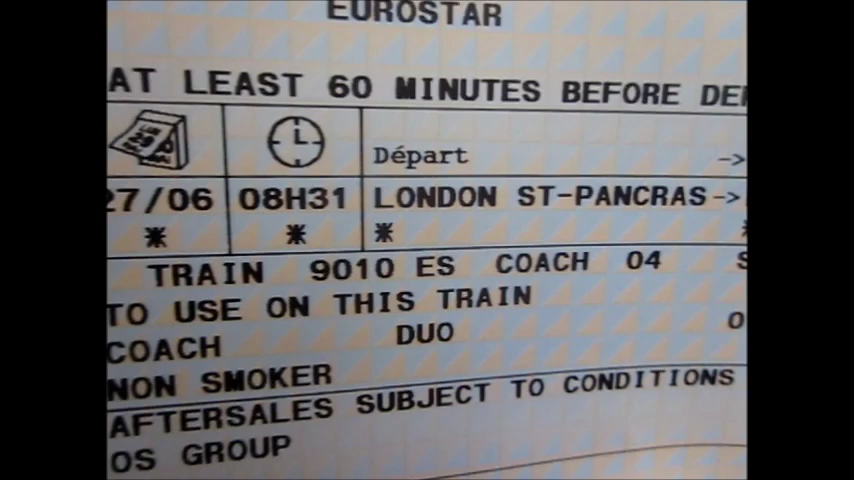 EUROSTAR
AT LEAST 60 MINUTES BEFORE
Départ ->
27/06 08H31 LONDON ST-PANCRAS ->
* * *
TRAIN 9010 ES COACH 04
TO USE ON THIS TRAIN
COACH DUO
NON SMOKER
AFTERSALES SUBJECT TO CONDITIONS
OS GROUP